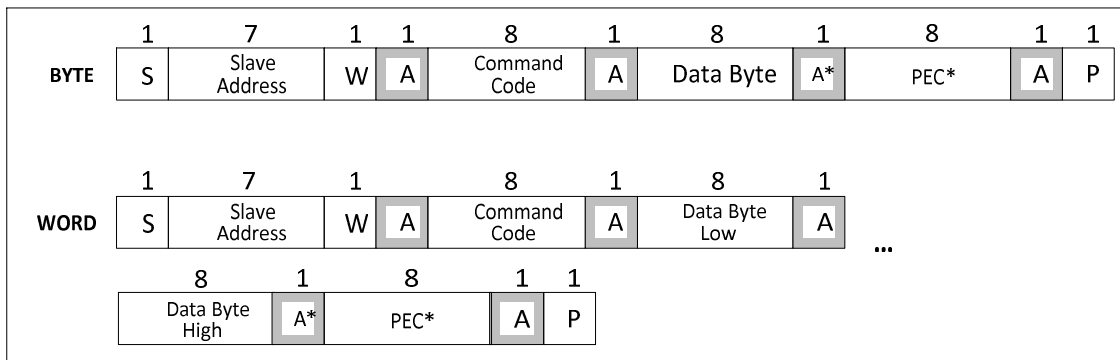 1 7 1 1 8 1 8 1 8 1 1
BYTE S Slave Address W A Command Code A Data Byte A* PEC* A P
1 7 1 8 1 8 1
WORD S Slave Address W A Command Code A Data Byte Low A ...
8 1 8 1 1
Data Byte High A* PEC* A P